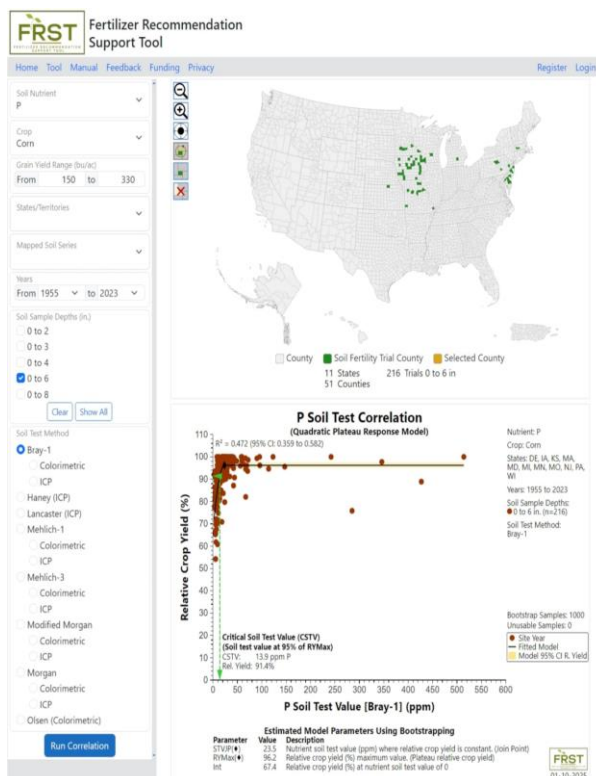 FRST
FERTILIZER RECOMMENDATION
SUPPORT TOOL
Fertilizer Recommendation
Support Tool
Home Tool Manual Feedback Funding Privacy
Register Login
Soil Nutrient
P
Crop
Corn
Grain Yield Range (bu/ac)
From 150 to 330
States/Territories
Mapped Soil Series
Years
From 1955 to 2023
Soil Sample Depths (in.)
0 to 2
0 to 3
0 to 4
0 to 6
0 to 8
Clear Show All
Soil Test Method
Bray-1
Colorimetric
ICP
Haney (ICP)
Lancaster (ICP)
Mehlich-1
Colorimetric
ICP
Mehlich-3
Colorimetric
ICP
Modified Morgan
Colorimetric
ICP
Morgan
Colorimetric
ICP
Olsen (Colorimetric)
Run Correlation
County Soil Fertility Trial County Selected County
11 States 216 Trials 0 to 6 in
51 Counties
P Soil Test Correlation
(Quadratic Plateau Response Model)
R² = 0.472 (95% CI: 0.359 to 0.582)
Relative Crop Yield (%)
110
100
90
80
70
60
50
40
30
20
10
0
Critical Soil Test Value (CSTV)
(Soil test value at 95% of RYMax)
CSTV: 13.9 ppm P
Rel. Yield: 91.4%
0 50 100 150 200 250 300 350 400 450 500 550 600
P Soil Test Value [Bray-1] (ppm)
Nutrient: P
Crop: Corn
States: DE, IA, KS, MA,
MD, MI, MN, MO, NJ, PA,
WI
Years: 1955 to 2023
Soil Sample Depths:
0 to 6 in. (n=216)
Soil Test Method:
Bray-1
Bootstrap Samples: 1000
Unusable Samples: 0
Site Year
Fitted Model
Model 95% CI R. Yield
Estimated Model Parameters Using Bootstrapping
Parameter Value Description
STVJP(♦) 23.5 Nutrient soil test value (ppm) where relative crop yield is constant. (Join Point)
RYMax(♦) 96.2 Relative crop yield (%) maximum value. (Plateau relative crop yield)
Int 67.4 Relative crop yield (%) at nutrient soil test value of 0
FRST
01-10-2025